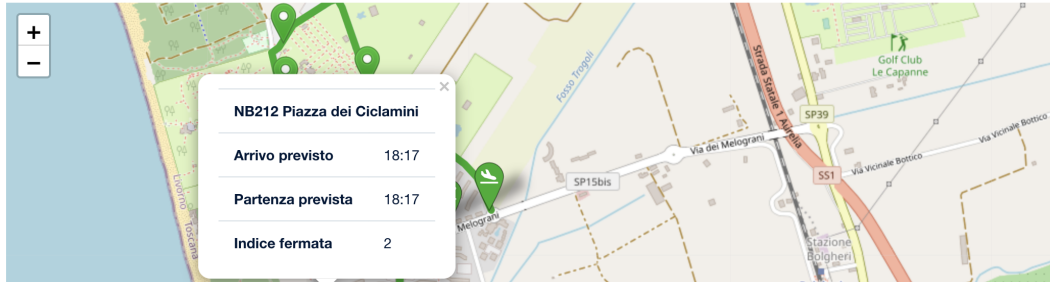 +
−
NB212 Piazza dei Ciclamini
×
Arrivo previsto 18:17
Partenza prevista 18:17
Indice fermata 2
Livorno
Toscana
Fosso Trogoli
Melograni
SP15bis
Via dei Melograni
Strada Statale 1 Aurelia
Golf Club
Le Capanne
SP39
SS1
Via Vicinale Bottico
Via Vicinale Bottico
Stazione
Bolgheri